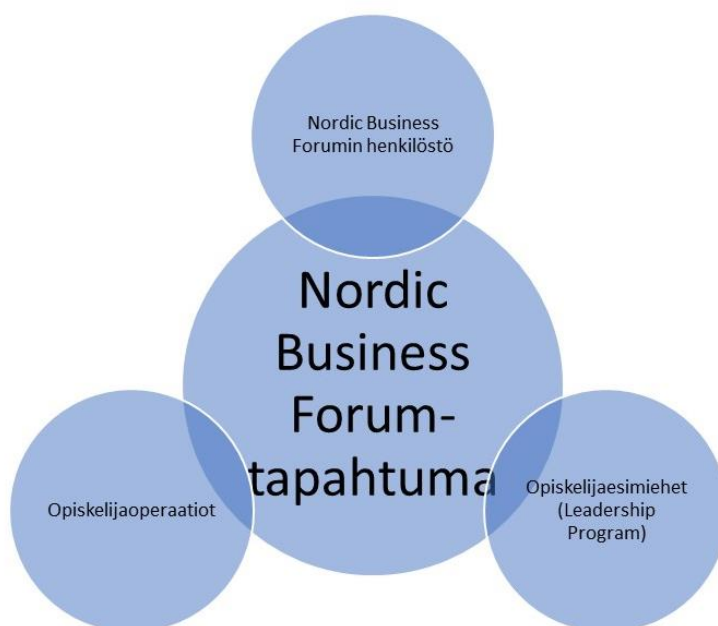 Nordic Business
Forumin henkilöstö
Nordic
Business
Forum-
tapahtuma
Opiskelijaoperaatiot
Opiskelijaesimiehet
(Leadership
Program)